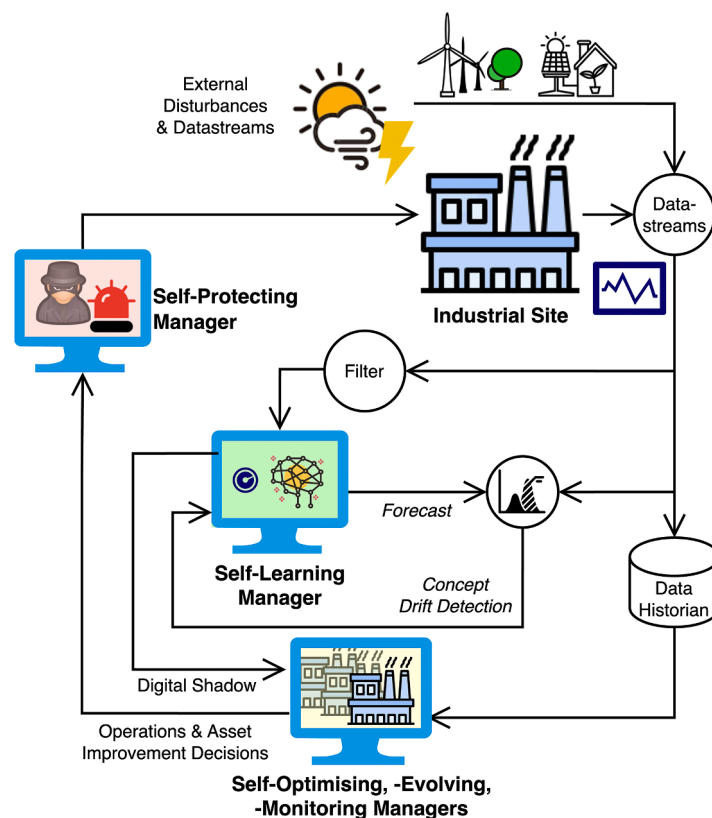 External
Disturbances
& Datastreams
Data-
streams
Self-Protecting
Manager
Industrial Site
Filter
Forecast
Self-Learning
Manager
Concept
Drift Detection
Data
Historian
Digital Shadow
Operations & Asset
Improvement Decisions
Self-Optimising, -Evolving,
-Monitoring Managers